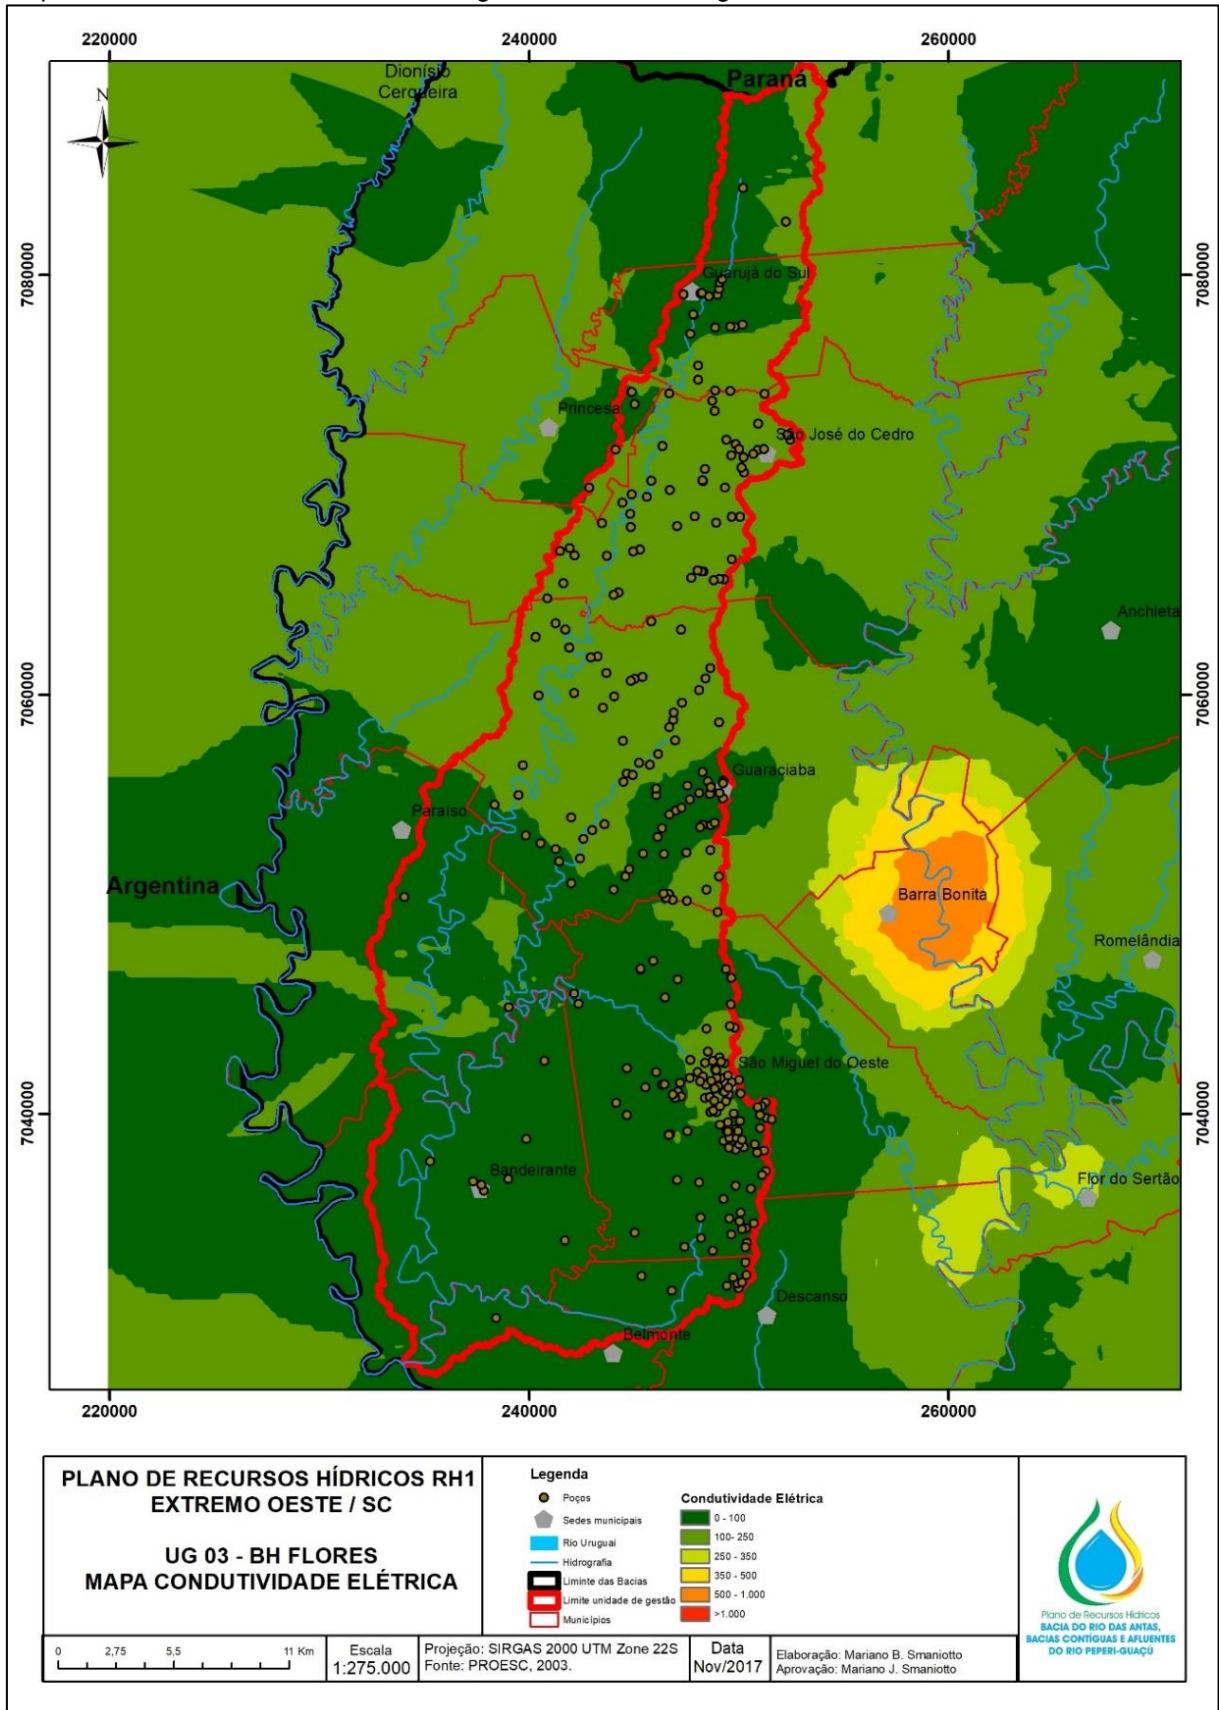 220000
240000
260000
Dionísio
Cerqueira
Paraná
N
7080000
7080000
Guarujá do Sul
Princesa
São José do Cedro
Anchieta
7060000
7060000
Guaraciaba
Paraíso
Argentina
Barra Bonita
Romelândia
São Miguel do Oeste
7040000
7040000
Bandeirante
Flor do Sertão
Descanso
Belmonte
220000
240000
260000
PLANO DE RECURSOS HÍDRICOS RH1
EXTREMO OESTE / SC
UG 03 - BH FLORES
MAPA CONDUTIVIDADE ELÉTRICA
Legenda
Poços
Sedes municipais
Rio Uruguai
Hidrografia
Liminte das Bacias
Limite unidade de gestão
Municípios
Condutividade Elétrica
0 - 100
100- 250
250 - 350
350 - 500
500 - 1.000
>1.000
Plano de Recursos Hídricos
BACIA DO RIO DAS ANTAS,
BACIAS CONTÍGUAS E AFLUENTES
DO RIO PEPERI-GUAÇÚ
0 2,75 5,5 11 Km
Escala
1:275.000
Projeção: SIRGAS 2000 UTM Zone 22S
Fonte: PROESC, 2003.
Data
Nov/2017
Elaboração: Mariano B. Smaniotto
Aprovação: Mariano J. Smaniotto